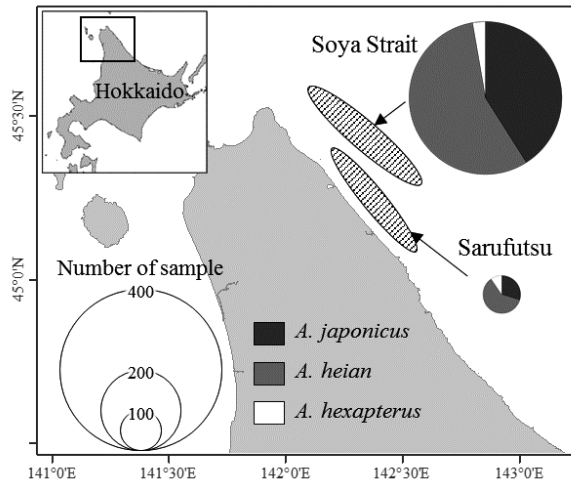 Hokkaido
Soya Strait
Sarufutsu
Number of sample
400
200
100
A. japonicus
A. heian
A. hexapterus
45°30'N
45°0'N
141°0'E
141°30'E
142°0'E
142°30'E
143°0'E